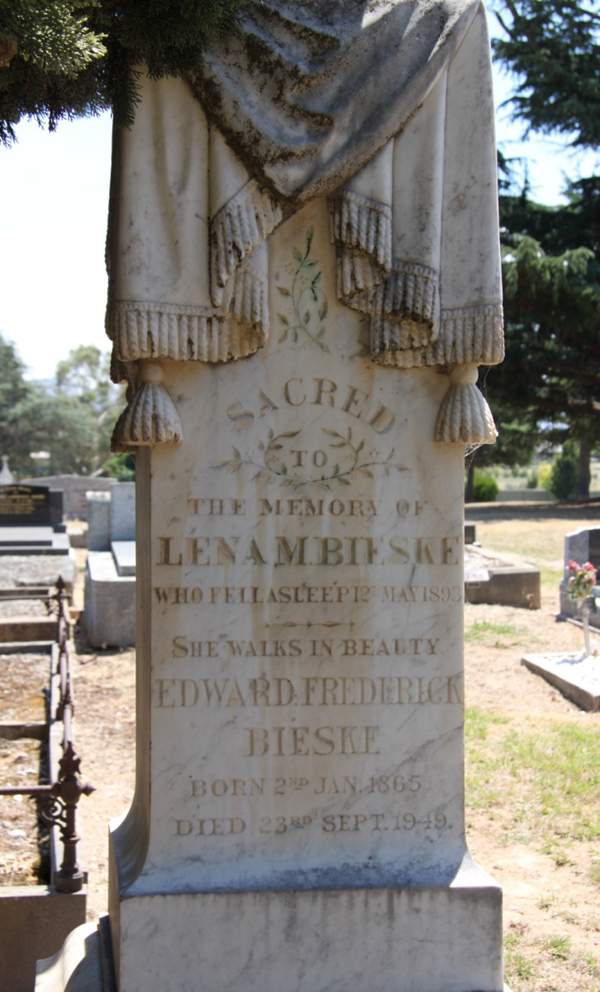 SACRED
TO
THE MEMORY OF
LENA M. BIESKE
WHO FELL ASLEEP 12TH MAY 1893
SHE WALKS IN BEAUTY
EDWARD FREDERICK
BIESKE
BORN 2ND JAN. 1865
DIED 23RD SEPT. 1949.